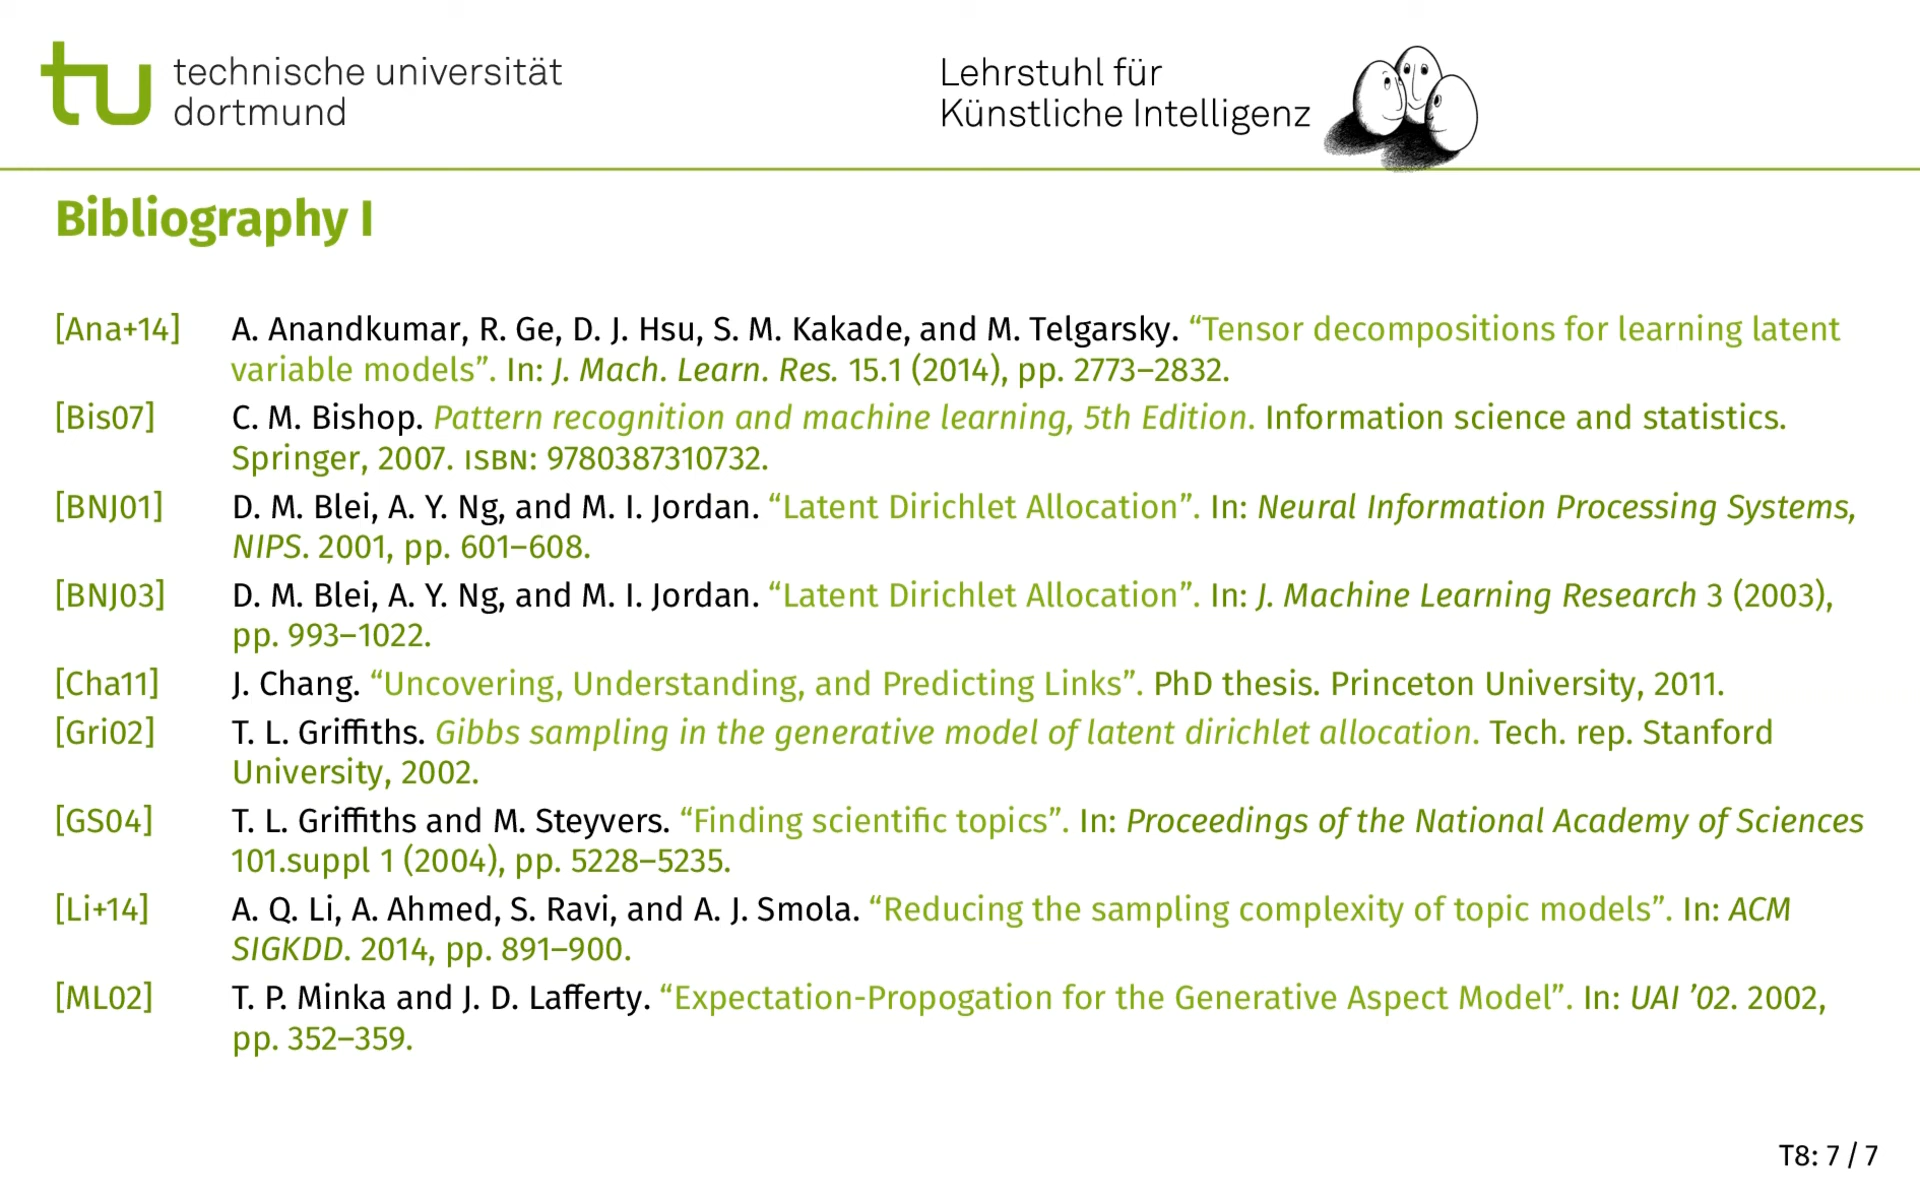 tu technische universität
dortmund
Lehrstuhl für
Künstliche Intelligenz
Bibliography I
[Ana+14] A. Anandkumar, R. Ge, D. J. Hsu, S. M. Kakade, and M. Telgarsky. “Tensor decompositions for learning latent
variable models”. In: J. Mach. Learn. Res. 15.1 (2014), pp. 2773–2832.
[Bis07] C. M. Bishop. Pattern recognition and machine learning, 5th Edition. Information science and statistics.
Springer, 2007. ISBN: 9780387310732.
[BNJ01] D. M. Blei, A. Y. Ng, and M. I. Jordan. “Latent Dirichlet Allocation”. In: Neural Information Processing Systems,
NIPS. 2001, pp. 601–608.
[BNJ03] D. M. Blei, A. Y. Ng, and M. I. Jordan. “Latent Dirichlet Allocation”. In: J. Machine Learning Research 3 (2003),
pp. 993–1022.
[Cha11] J. Chang. “Uncovering, Understanding, and Predicting Links”. PhD thesis. Princeton University, 2011.
[Gri02] T. L. Griffiths. Gibbs sampling in the generative model of latent dirichlet allocation. Tech. rep. Stanford
University, 2002.
[GS04] T. L. Griffiths and M. Steyvers. “Finding scientific topics”. In: Proceedings of the National Academy of Sciences
101.suppl 1 (2004), pp. 5228–5235.
[Li+14] A. Q. Li, A. Ahmed, S. Ravi, and A. J. Smola. “Reducing the sampling complexity of topic models”. In: ACM
SIGKDD. 2014, pp. 891–900.
[ML02] T. P. Minka and J. D. Lafferty. “Expectation-Propogation for the Generative Aspect Model”. In: UAI ’02. 2002,
pp. 352–359.
T8: 7 / 7